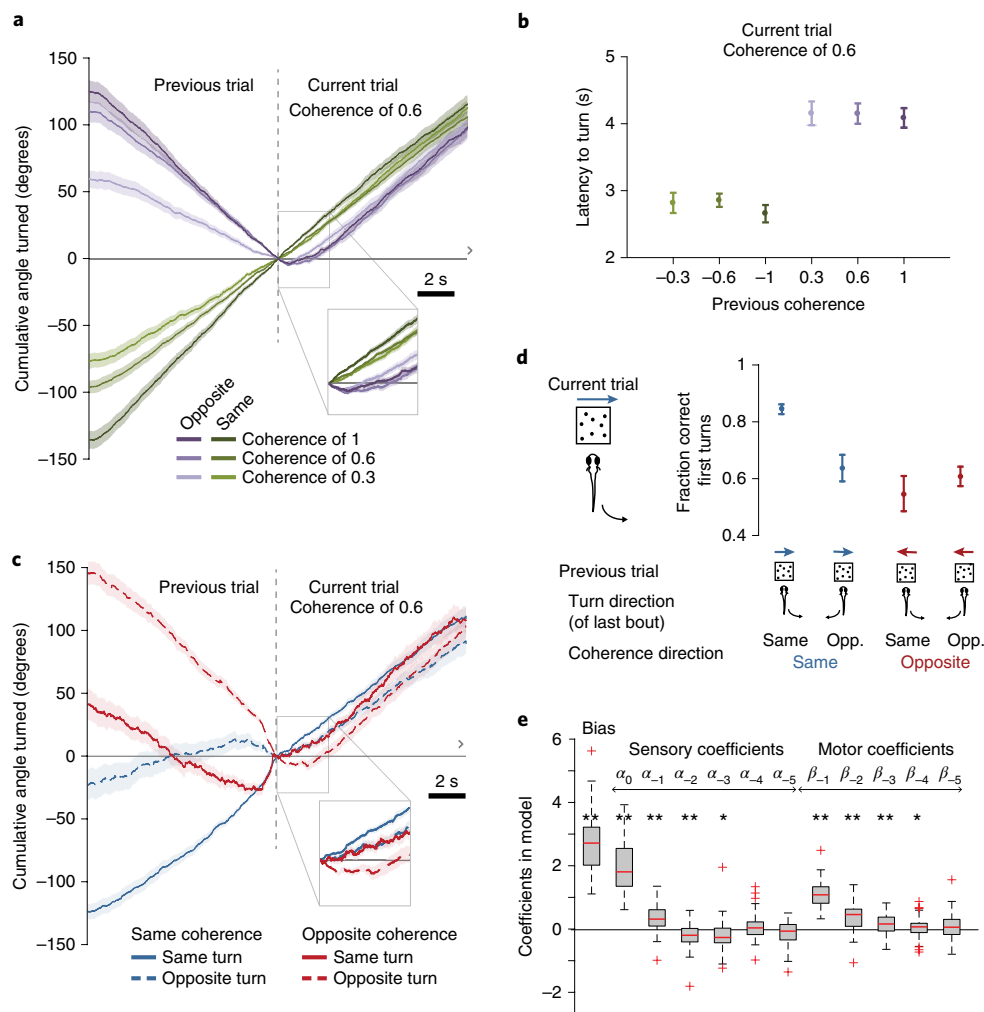 a
150
100
50
0
−50
−100
−150
Cumulative angle turned (degrees)
Previous trial
Current trial
Coherence of 0.6
2 s
Opposite
Same
Coherence of 1
Coherence of 0.6
Coherence of 0.3
b
Current trial
Coherence of 0.6
5
4
3
2
Latency to turn (s)
−0.3 −0.6 −1 0.3 0.6 1
Previous coherence
c
150
100
50
0
−50
−100
−150
Cumulative angle turned (degrees)
Previous trial
Current trial
Coherence of 0.6
2 s
Same coherence
Same turn
Opposite turn
Opposite coherence
Same turn
Opposite turn
d
Current trial
1
0.8
0.6
0.4
Fraction correct
first turns
Previous trial
Turn direction
(of last bout)
Same Opp. Same Opp.
Coherence direction
Same Opposite
e
6
4
2
0
−2
Coefficients in model
Bias
Sensory coefficients
α0 α−1 α−2 α−3 α−4 α−5
Motor coefficients
β−1 β−2 β−3 β−4 β−5
** ** ** ** * ** ** ** *